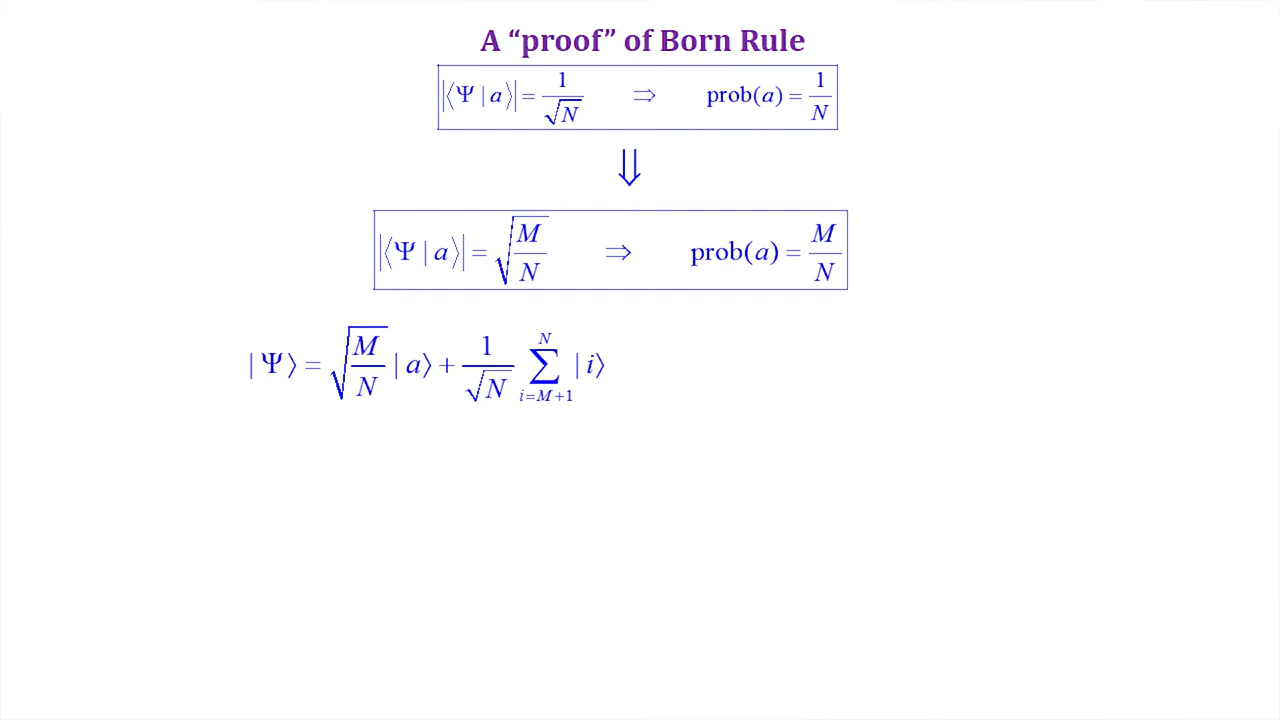 A “proof” of Born Rule
|⟨Ψ | a⟩| = 1/√N ⇒ prob(a) = 1/N
⇓
|⟨Ψ | a⟩| = √(M/N) ⇒ prob(a) = M/N
| Ψ⟩ = √(M/N) | a⟩ + 1/√N ∑_{i=M+1}^{N} | i⟩